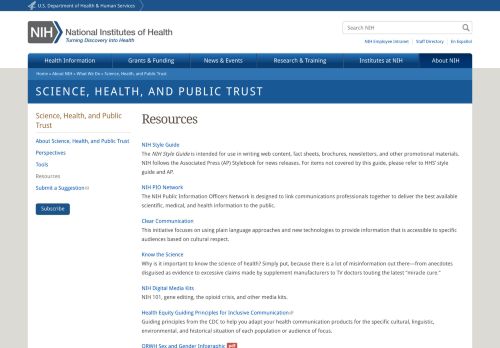 U.S. Department of Health & Human Services
NIH National Institutes of Health
Turning Discovery Into Health
Search NIH
NIH Employee Intranet | Staff Directory | En Español
Health Information
Grants & Funding
News & Events
Research & Training
Institutes at NIH
About NIH
Home » About NIH » What We Do » Science, Health, and Public Trust
SCIENCE, HEALTH, AND PUBLIC TRUST
Science, Health, and Public
Trust
About Science, Health, and Public Trust
Perspectives
Tools
Resources
Submit a Suggestion
Subscribe
Resources
NIH Style Guide
The NIH Style Guide is intended for use in writing web content, fact sheets, brochures, newsletters, and other promotional materials.
NIH follows the Associated Press (AP) Stylebook for news releases. For items not covered by this guide, please refer to HHS' style
guide and AP.
NIH PIO Network
The NIH Public Information Officers Network is designed to link communications professionals together to deliver the best available
scientific, medical, and health information to the public.
Clear Communication
This initiative focuses on using plain language approaches and new technologies to provide information that is accessible to specific
audiences based on cultural respect.
Know the Science
Why is it important to know the science of health? Simply put, because there is a lot of misinformation out there—from anecdotes
disguised as evidence to excessive claims made by supplement manufacturers to TV doctors touting the latest "miracle cure."
NIH Digital Media Kits
NIH 101, gene editing, the opioid crisis, and other media kits.
Health Equity Guiding Principles for Inclusive Communication
Guiding principles from the CDC to help you adapt your health communication products for the specific cultural, linguistic,
environmental, and historical situation of each population or audience of focus.
ORWH Sex and Gender Infographic pdf